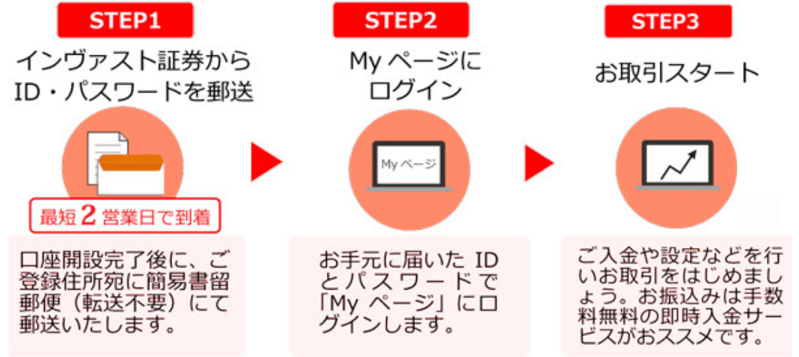 STEP1
インヴァスト証券から
ID・パスワードを郵送
最短2営業日で到着
口座開設完了後に、ご
登録住所宛に簡易書留
郵便（転送不要）にて
郵送いたします。
STEP2
Myページに
ログイン
Myページ
お手元に届いたID
とパスワードで
「Myページ」にロ
グインします。
STEP3
お取引スタート
ご入金や設定などを行
いお取引をはじめまし
ょう。お振込みは手数
料無料の即時入金サー
ビスがおススメです。